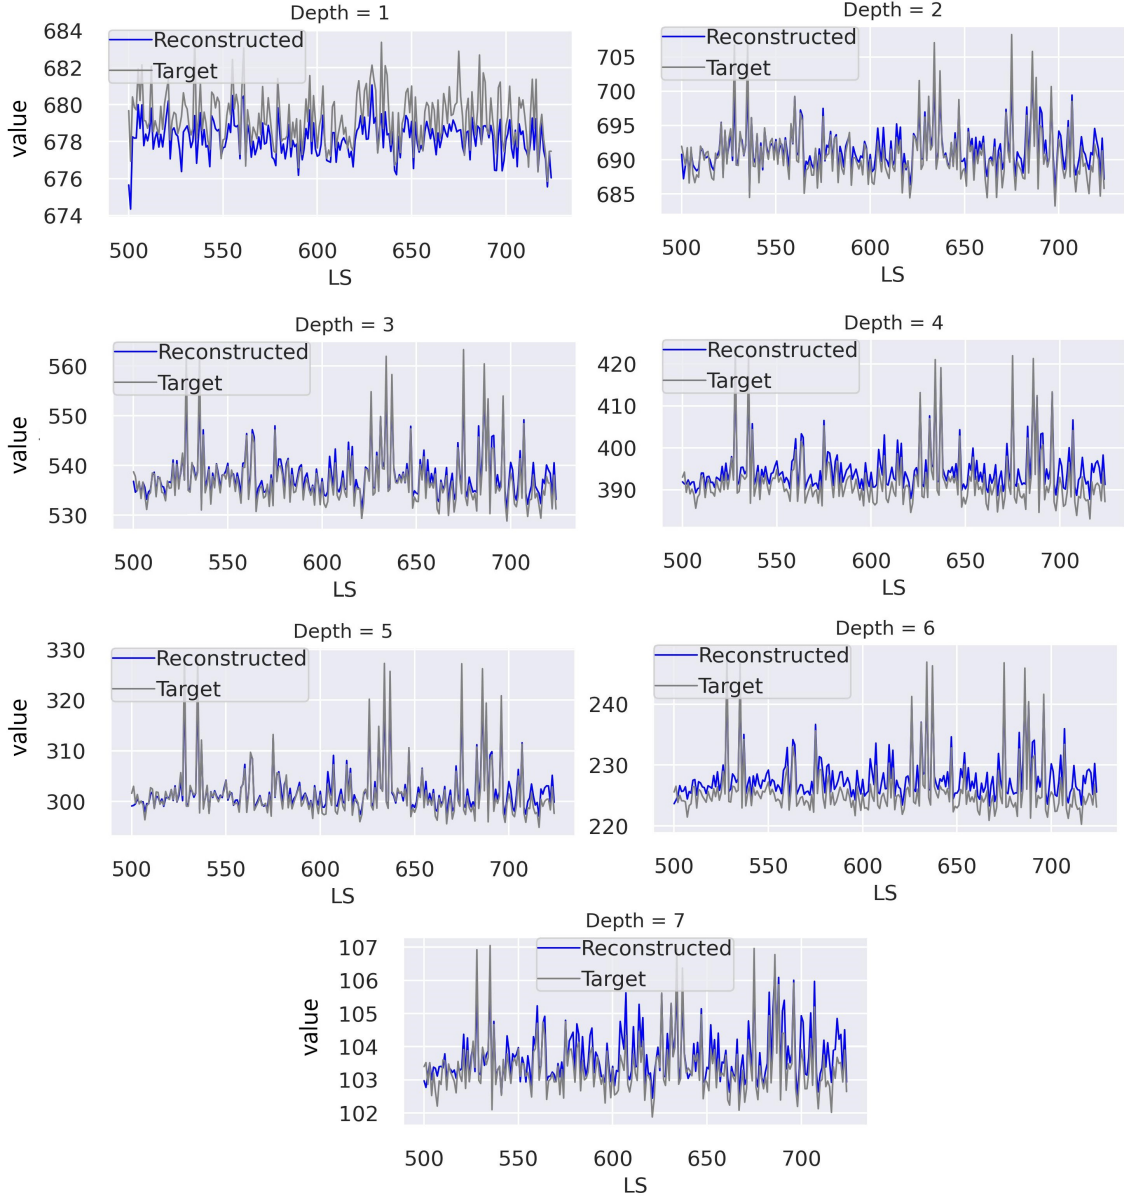 Depth = 1
684
682
680
678
676
674
value
Reconstructed
Target
500
550
600
650
700
LS
Depth = 2
705
700
695
690
685
Reconstructed
Target
500
550
600
650
700
LS
Depth = 3
560
550
540
530
value
Reconstructed
Target
500
550
600
650
700
LS
Depth = 4
420
410
400
390
Reconstructed
Target
500
550
600
650
700
LS
Depth = 5
330
320
310
300
value
Reconstructed
Target
500
550
600
650
700
LS
Depth = 6
240
230
220
Reconstructed
Target
500
550
600
650
700
LS
Depth = 7
107
106
105
104
103
102
value
Reconstructed
Target
500
550
600
650
700
LS